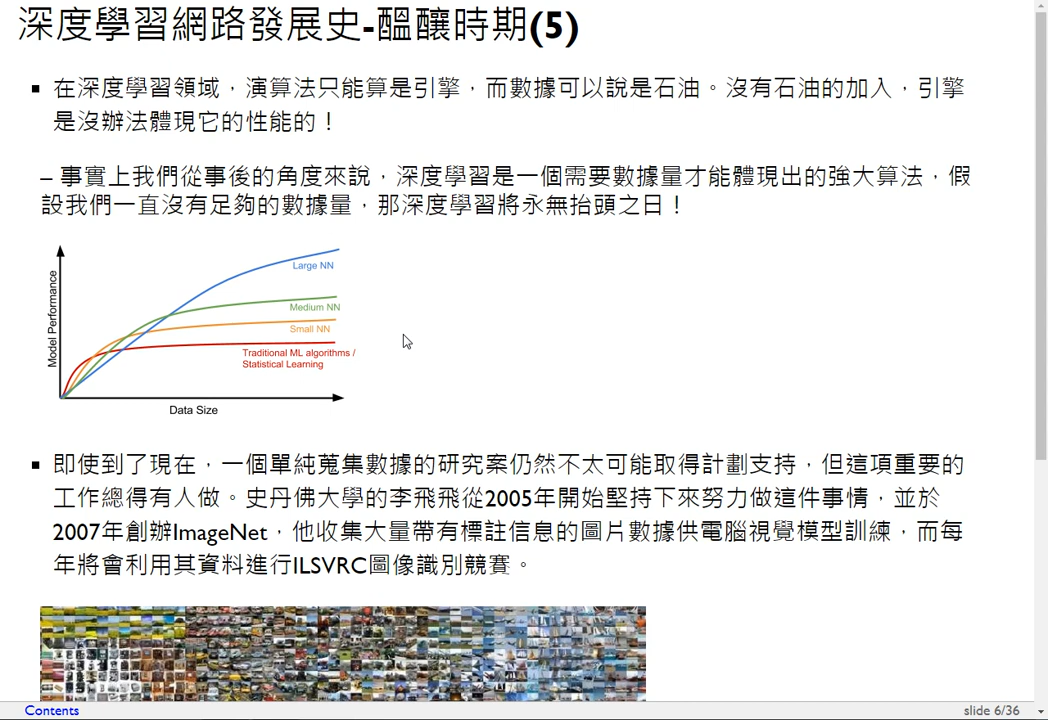 深度學習網路發展史-醞釀時期(5)
▪ 在深度學習領域，演算法只能算是引擎，而數據可以說是石油。沒有石油的加入，引擎
是沒辦法體現它的性能的！
– 事實上我們從事後的角度來說，深度學習是一個需要數據量才能體現出的強大算法，假
設我們一直沒有足夠的數據量，那深度學習將永無抬頭之日！
Model Performance
Large NN
Medium NN
Small NN
Traditional ML algorithms /
Statistical Learning
Data Size
▪ 即使到了現在，一個單純蒐集數據的研究案仍然不太可能取得計劃支持，但這項重要的
工作總得有人做。史丹佛大學的李飛飛從2005年開始堅持下來努力做這件事情，並於
2007年創辦ImageNet，他收集大量帶有標註信息的圖片數據供電腦視覺模型訓練，而每
年將會利用其資料進行ILSVRC圖像識別競賽。
Contents
slide 6/36